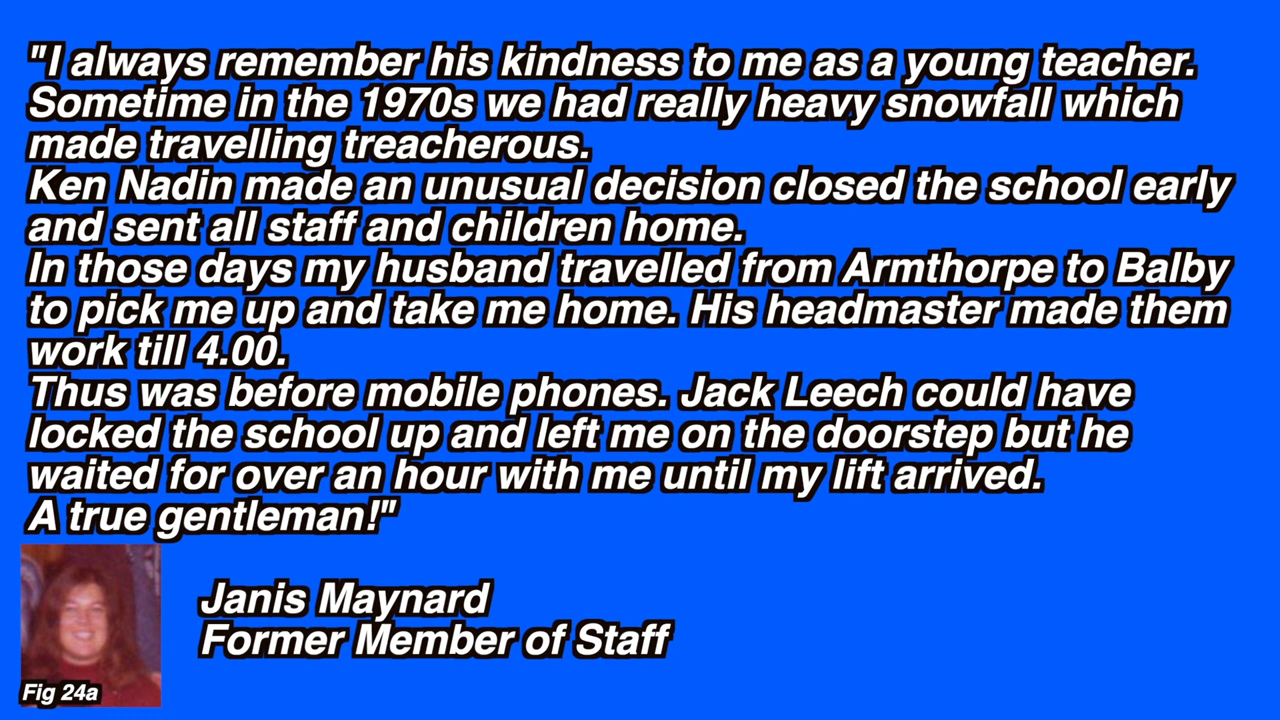 "I always remember his kindness to me as a young teacher.
Sometime in the 1970s we had really heavy snowfall which
made travelling treacherous.
Ken Nadin made an unusual decision closed the school early
and sent all staff and children home.
In those days my husband travelled from Armthorpe to Balby
to pick me up and take me home. His headmaster made them
work till 4.00.
Thus was before mobile phones. Jack Leech could have
locked the school up and left me on the doorstep but he
waited for over an hour with me until my lift arrived.
A true gentleman!"
Janis Maynard
Former Member of Staff
Fig 24a